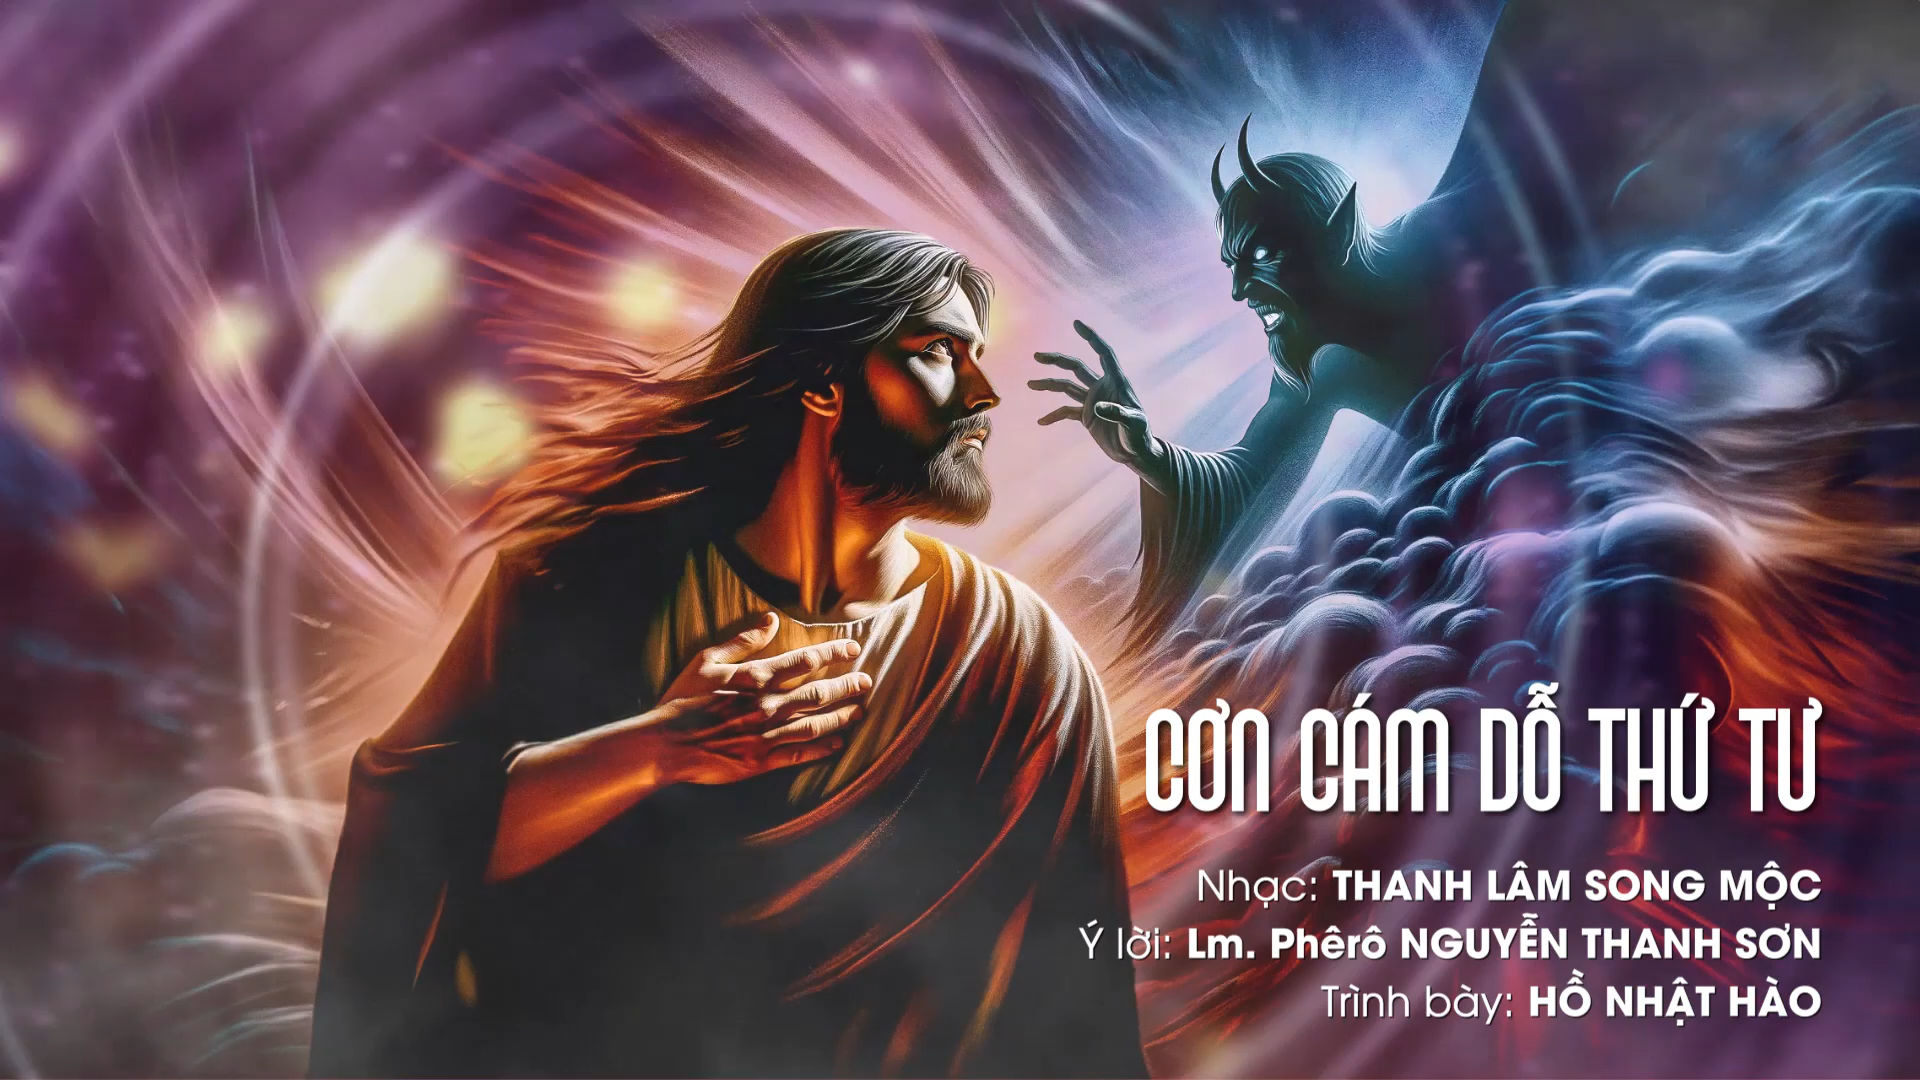 CƠN CÁM DỖ THỨ TƯ
Nhạc: THANH LÂM SONG MỘC
Ý lời: Lm. Phêrô NGUYỄN THANH SƠN
Trình bày: HỒ NHẬT HÀO